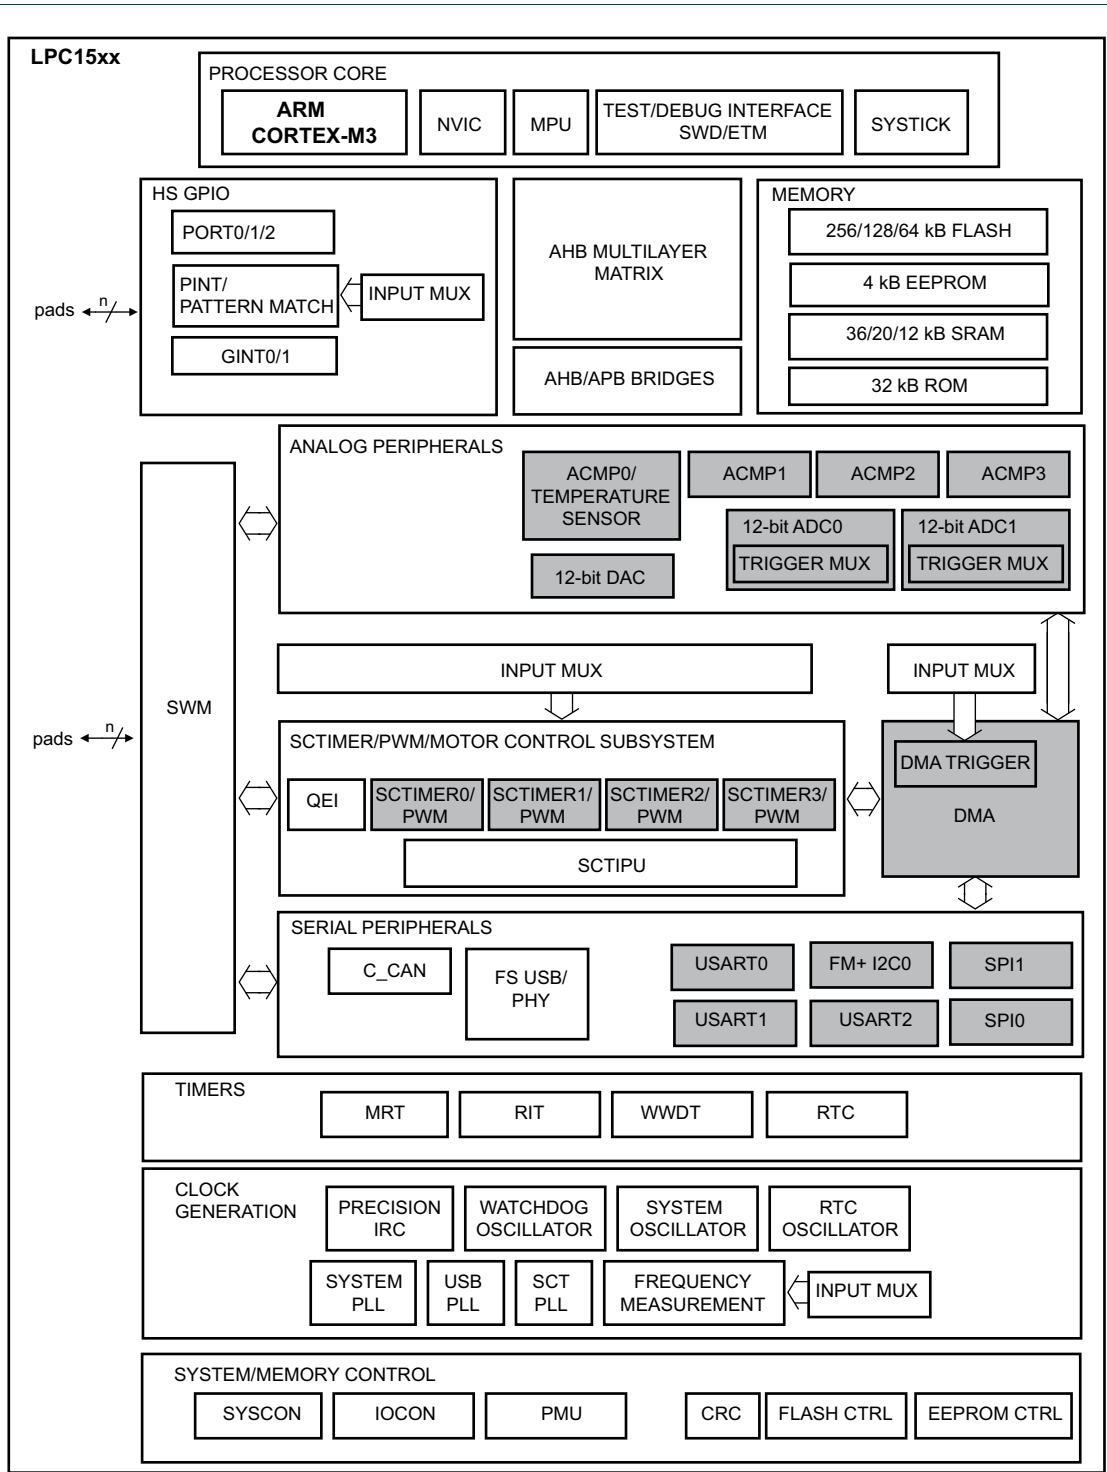 LPC15xx
PROCESSOR CORE
ARM
CORTEX-M3
NVIC
MPU
TEST/DEBUG INTERFACE
SWD/ETM
SYSTICK
HS GPIO
PORT0/1/2
PINT/
PATTERN MATCH
INPUT MUX
GINT0/1
pads
n
AHB MULTILAYER
MATRIX
AHB/APB BRIDGES
MEMORY
256/128/64 kB FLASH
4 kB EEPROM
36/20/12 kB SRAM
32 kB ROM
ANALOG PERIPHERALS
ACMP0/
TEMPERATURE
SENSOR
ACMP1
ACMP2
ACMP3
12-bit DAC
12-bit ADC0
TRIGGER MUX
12-bit ADC1
TRIGGER MUX
SWM
pads
n
INPUT MUX
INPUT MUX
SCTIMER/PWM/MOTOR CONTROL SUBSYSTEM
QEI
SCTIMER0/
PWM
SCTIMER1/
PWM
SCTIMER2/
PWM
SCTIMER3/
PWM
SCTIPU
DMA TRIGGER
DMA
SERIAL PERIPHERALS
C_CAN
FS USB/
PHY
USART0
FM+ I2C0
SPI1
USART1
USART2
SPI0
TIMERS
MRT
RIT
WWDT
RTC
CLOCK
GENERATION
PRECISION
IRC
WATCHDOG
OSCILLATOR
SYSTEM
OSCILLATOR
RTC
OSCILLATOR
SYSTEM
PLL
USB
PLL
SCT
PLL
FREQUENCY
MEASUREMENT
INPUT MUX
SYSTEM/MEMORY CONTROL
SYSCON
IOCON
PMU
CRC
FLASH CTRL
EEPROM CTRL